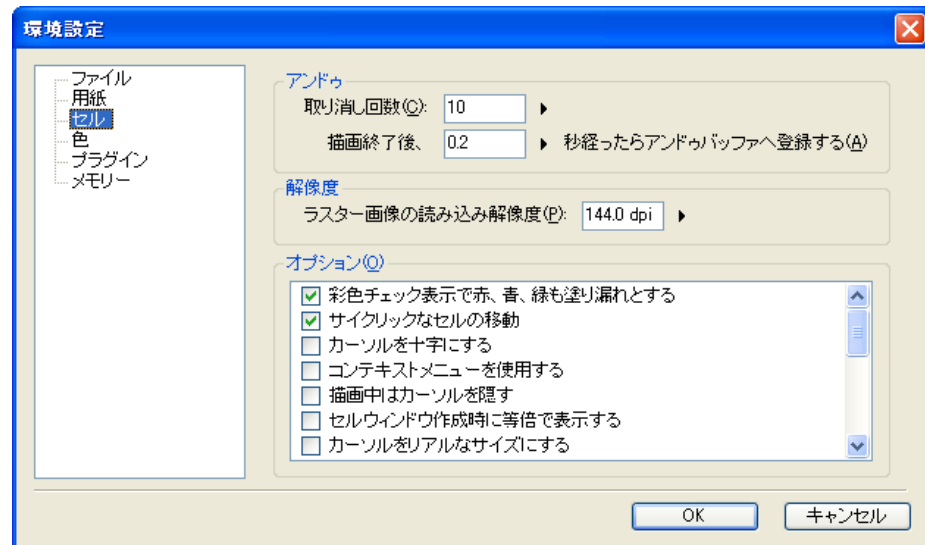 環境設定
ファイル
用紙
セル
色
プラグイン
メモリー
アンドゥ
取り消し回数(C): 10
描画終了後、 0.2 秒経ったらアンドゥバッファへ登録する(A)
解像度
ラスター画像の読み込み解像度(P): 144.0 dpi
オプション(O)
彩色チェック表示で赤、青、緑も塗り漏れとする
サイクリックなセルの移動
カーソルを十字にする
コンテキストメニューを使用する
描画中はカーソルを隠す
セルウィンドウ作成時に等倍で表示する
カーソルをリアルなサイズにする
OK キャンセル